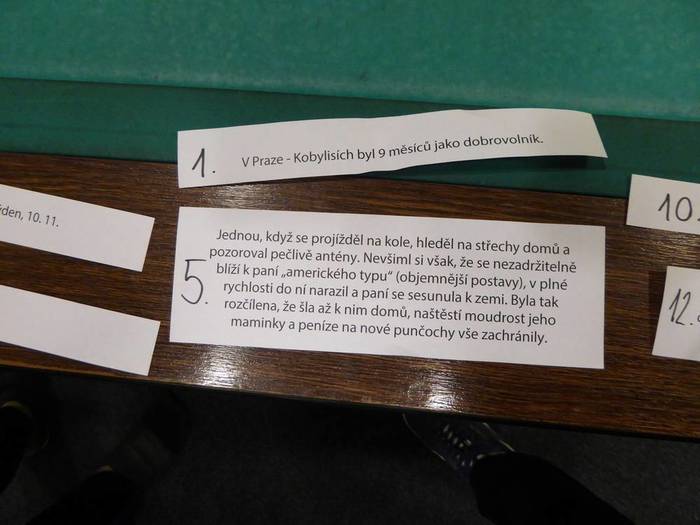 1. V Praze - Kobylisích byl 9 měsíců jako dobrovolník.
10.
den, 10. 11.
5. Jednou, když se projížděl na kole, hleděl na střechy domů a
pozoroval pečlivě antény. Nevšiml si však, že se nezadržitelně
blíží k paní „amerického typu“ (objemnější postavy), v plné
rychlosti do ní narazil a paní se sesunula k zemi. Byla tak
rozčílena, že šla až k nim domů, naštěstí moudrost jeho
maminky a peníze na nové punčochy vše zachránily.
12.